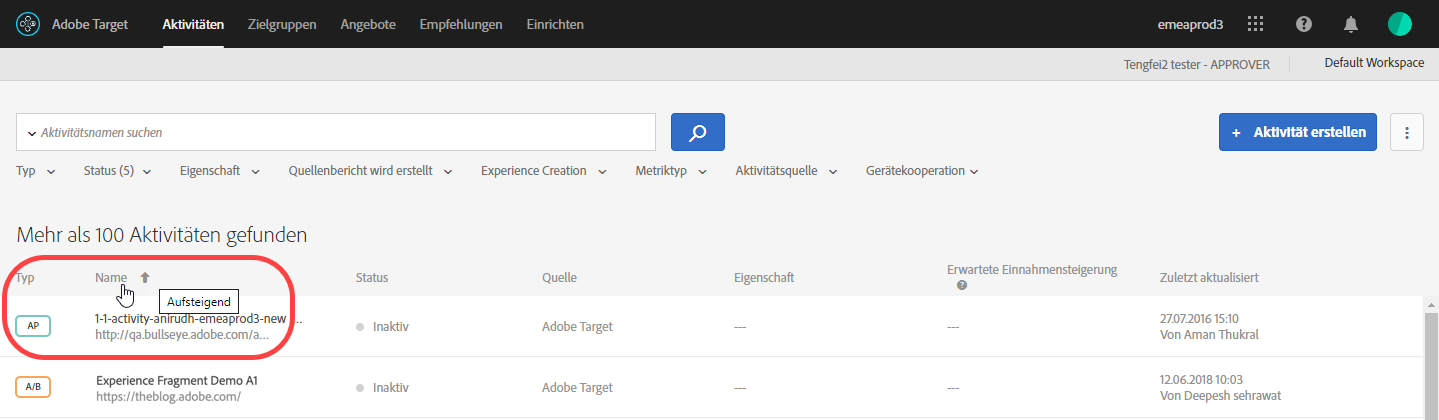 Adobe Target Aktivitäten Zielgruppen Angebote Empfehlungen Einrichten emeaprod3
Tengfei2 tester - APPROVER Default Workspace
Aktivitätsnamen suchen + Aktivität erstellen
Typ Status (5) Eigenschaft Quellenbericht wird erstellt Experience Creation Metriktyp Aktivitätsquelle Gerätekooperation
Mehr als 100 Aktivitäten gefunden
Typ Name Status Quelle Eigenschaft Erwartete Einnahmensteigerung Zuletzt aktualisiert
Aufsteigend
AP 1-1-activity-anirudh-emeaprod3-new ... Inaktiv Adobe Target --- --- 27.07.2016 15:10
http://qa.bullseye.adobe.com/a... Von Aman Thukral
A/B Experience Fragment Demo A1 Inaktiv Adobe Target --- --- 12.06.2018 10:03
https://theblog.adobe.com/ Von Deepesh sehrawat